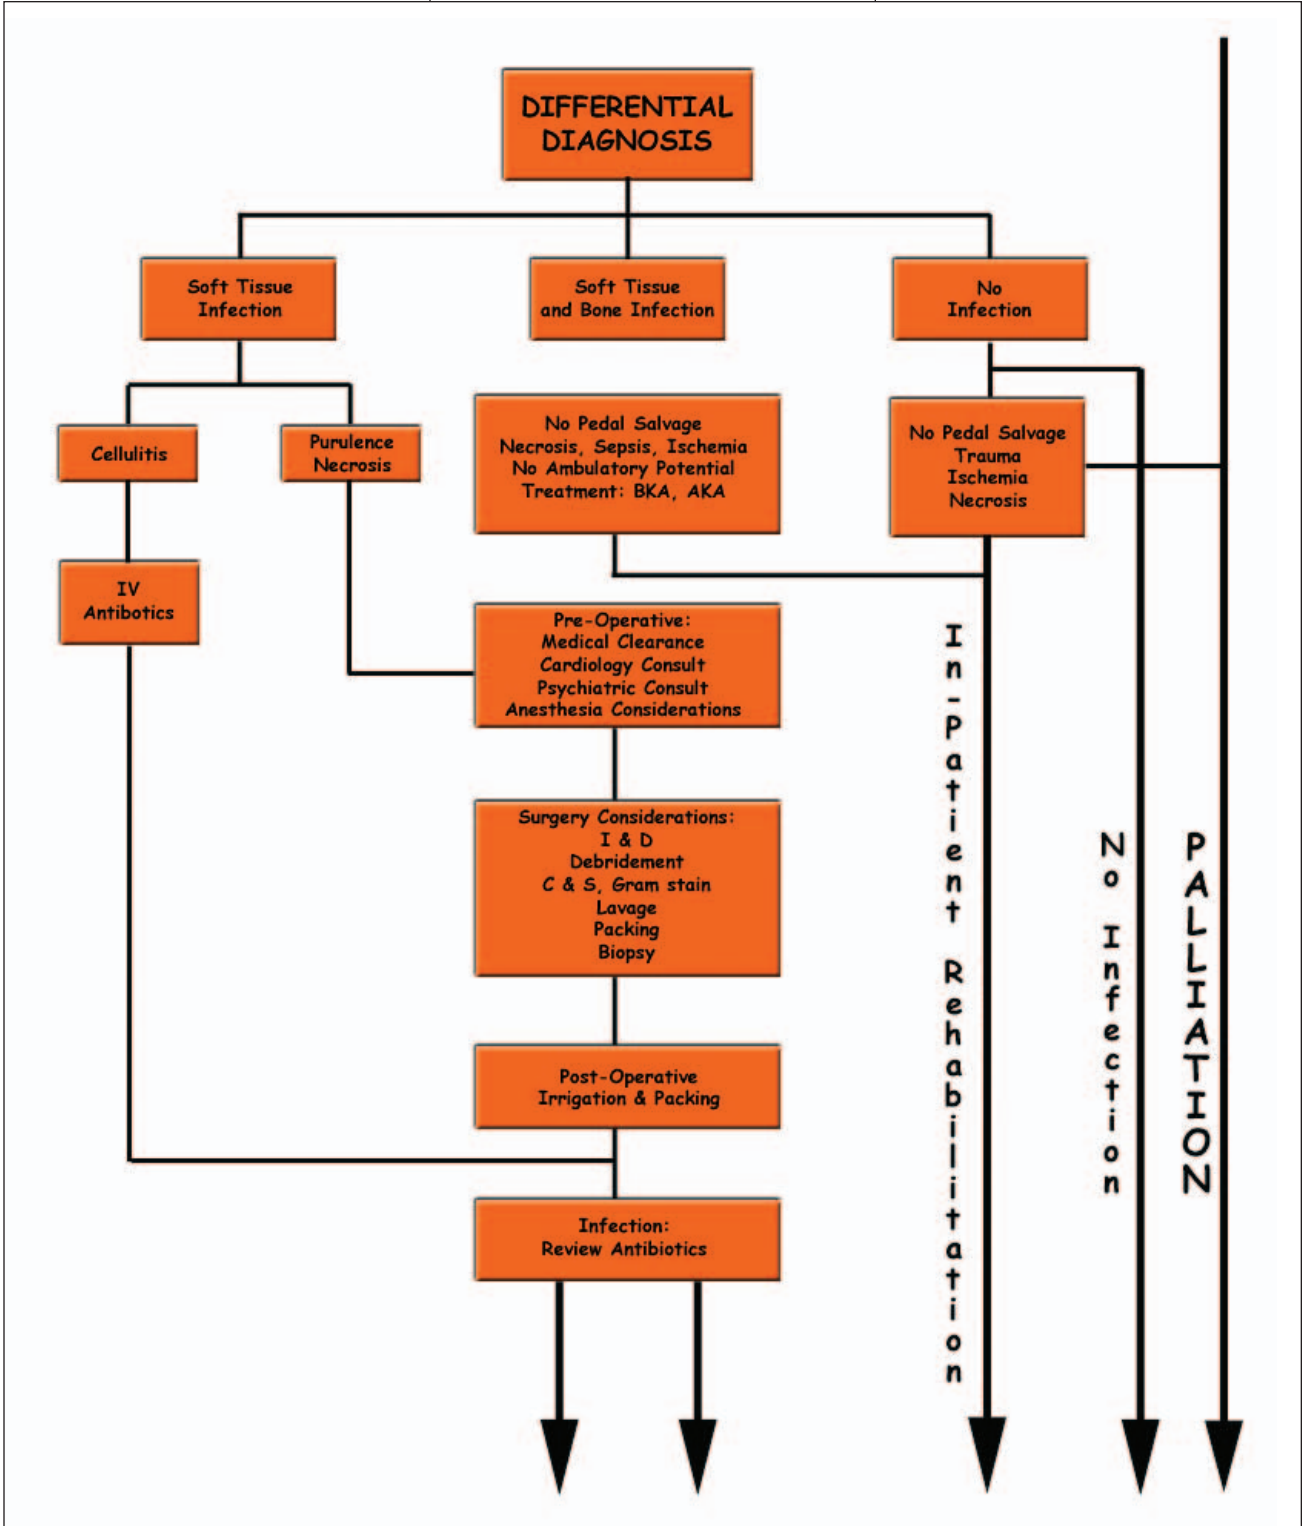 DIFFERENTIAL
DIAGNOSIS
Soft Tissue
Infection
Soft Tissue
and Bone Infection
No
Infection
Cellulitis
Purulence
Necrosis
No Pedal Salvage
Necrosis, Sepsis, Ischemia
No Ambulatory Potential
Treatment: BKA, AKA
No Pedal Salvage
Trauma
Ischemia
Necrosis
IV
Antibotics
Pre-Operative:
Medical Clearance
Cardiology Consult
Psychiatric Consult
Anesthesia Considerations
Surgery Considerations:
I & D
Debridement
C & S, Gram stain
Lavage
Packing
Biopsy
Post-Operative
Irrigation & Packing
Infection:
Review Antibiotics
In-Patient Rehabilitation
No Infection
PALLIATION